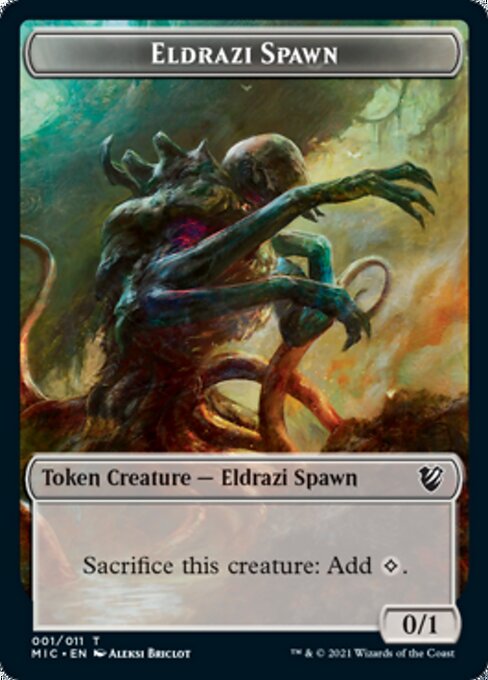 Eldrazi Spawn
Token Creature — Eldrazi Spawn
Sacrifice this creature: Add ◇.
0/1
001/011 T
MIC • EN Aleksi Briclot
™ & © 2021 Wizards of the Coast